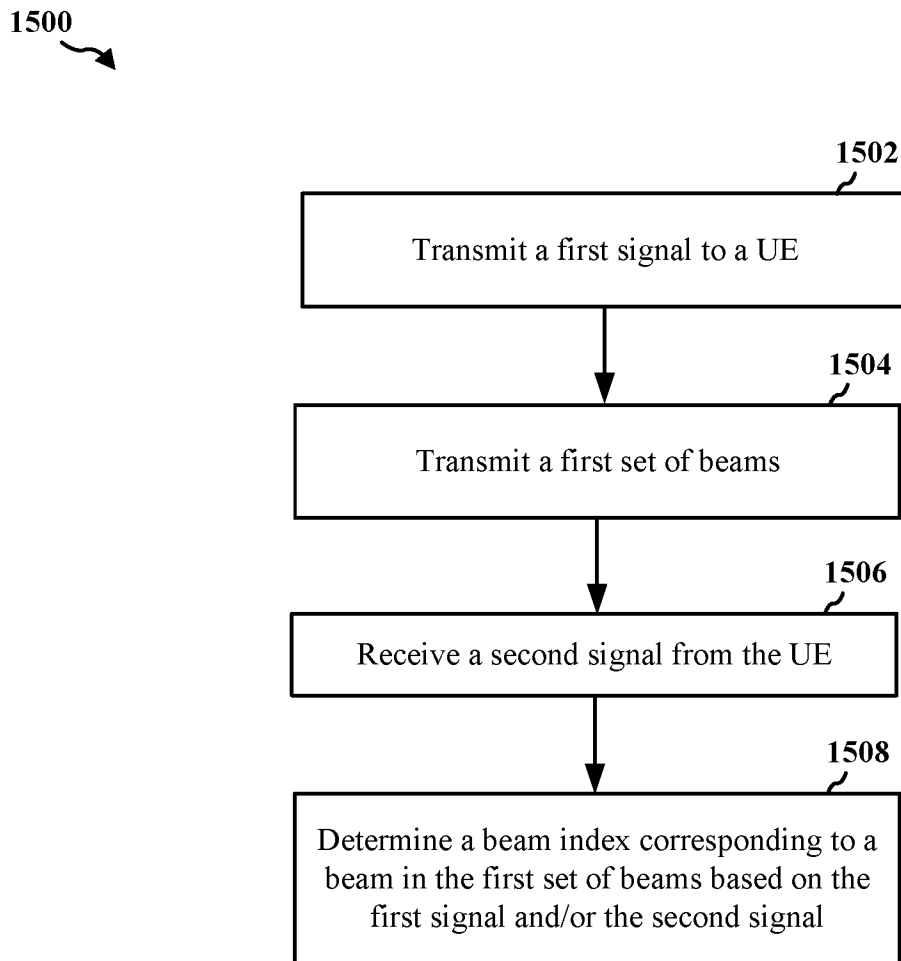 1500
1502
Transmit a first signal to a UE
1504
Transmit a first set of beams
1506
Receive a second signal from the UE
1508
Determine a beam index corresponding to a
beam in the first set of beams based on the
first signal and/or the second signal